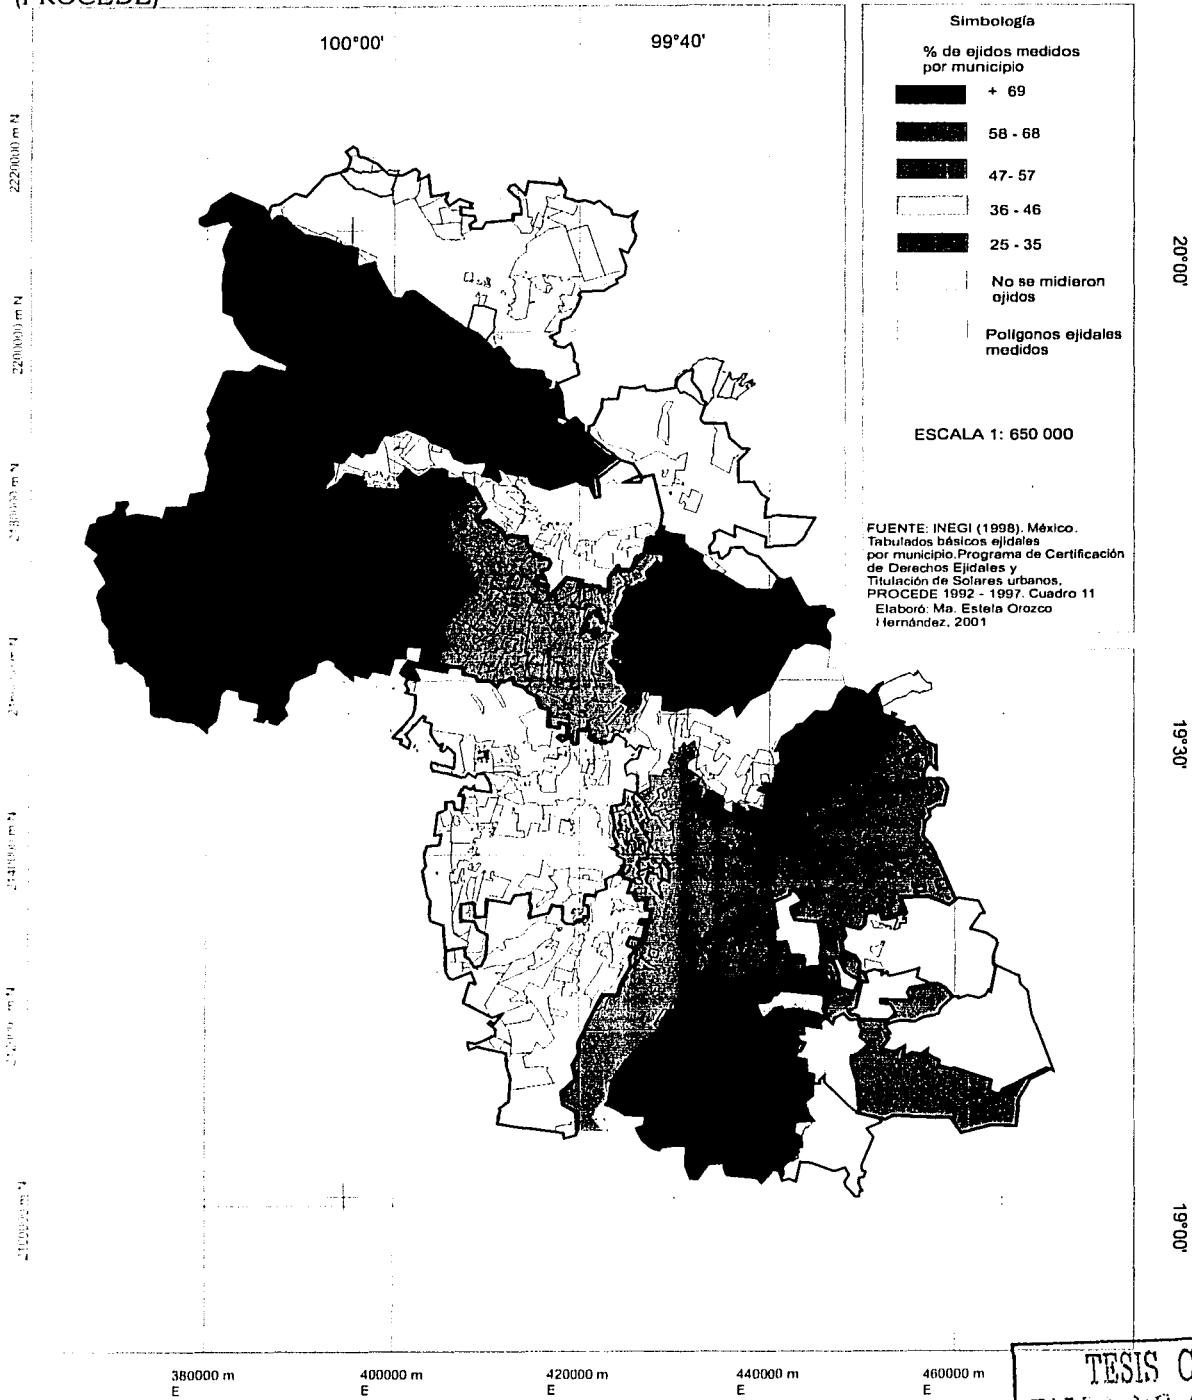 (PROCEDE)
100°00'
99°40'
Simbología
% de ejidos medidos
por municipio
+ 69
58 - 68
47- 57
36 - 46
25 - 35
No se midieron
ejidos
Polígonos ejidales
medidos
ESCALA 1: 650 000
FUENTE: INEGI (1998). México.
Tabulados básicos ejidales
por municipio.Programa de Certificación
de Derechos Ejidales y
Titulación de Solares urbanos,
PROCEDE 1992 - 1997. Cuadro 11
Elaboró: Ma. Estela Orozco
Hernández, 2001
2220000 m N
2200000 m N
20°00'
19°30'
19°00'
380000 m
E
400000 m
E
420000 m
E
440000 m
E
460000 m
E
TESIS C